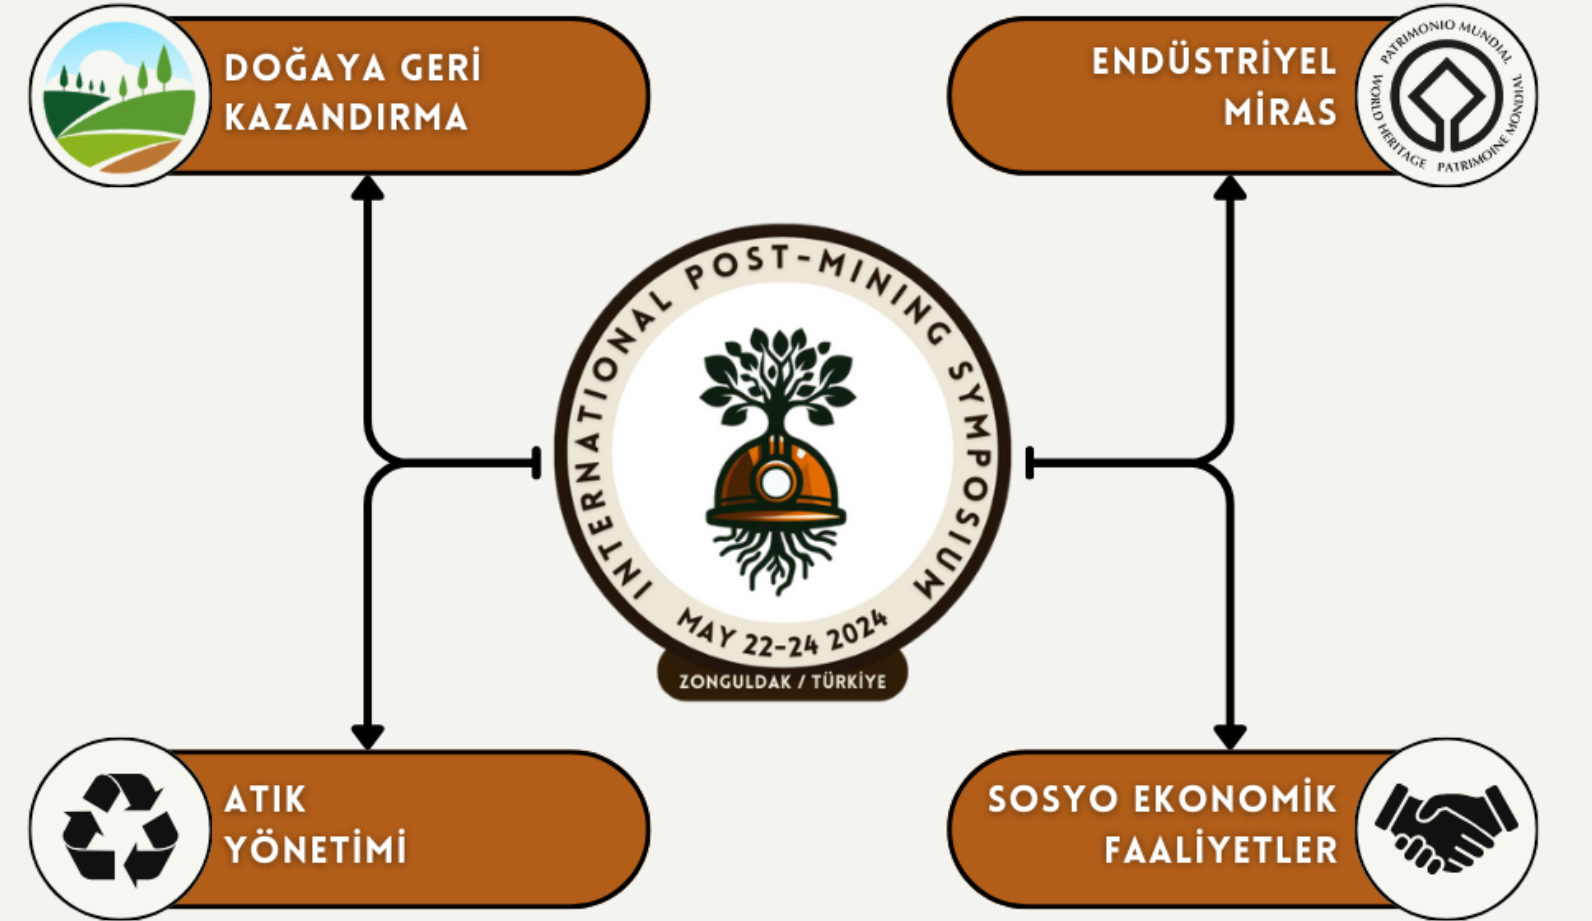 DOĞAYA GERİ
KAZANDIRMA
ENDÜSTRİYEL
MİRAS
PATRIMONIO MUNDIAL
WORLD HERITAGE
PATRIMOINE MONDIAL
INTERNATIONAL POST-MINING SYMPOSIUM
MAY 22-24 2024
ZONGULDAK / TÜRKİYE
ATIK
YÖNETİMİ
SOSYO EKONOMİK
FAALİYETLER